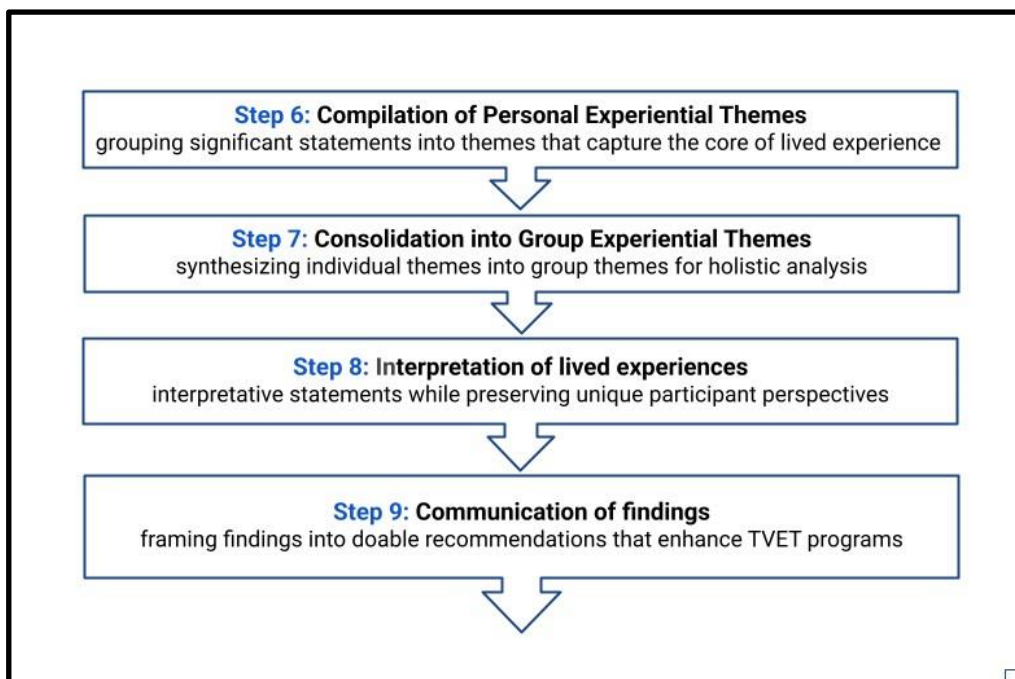 Step 6: Compilation of Personal Experiential Themes
grouping significant statements into themes that capture the core of lived experience
Step 7: Consolidation into Group Experiential Themes
synthesizing individual themes into group themes for holistic analysis
Step 8: Interpretation of lived experiences
interpretative statements while preserving unique participant perspectives
Step 9: Communication of findings
framing findings into doable recommendations that enhance TVET programs